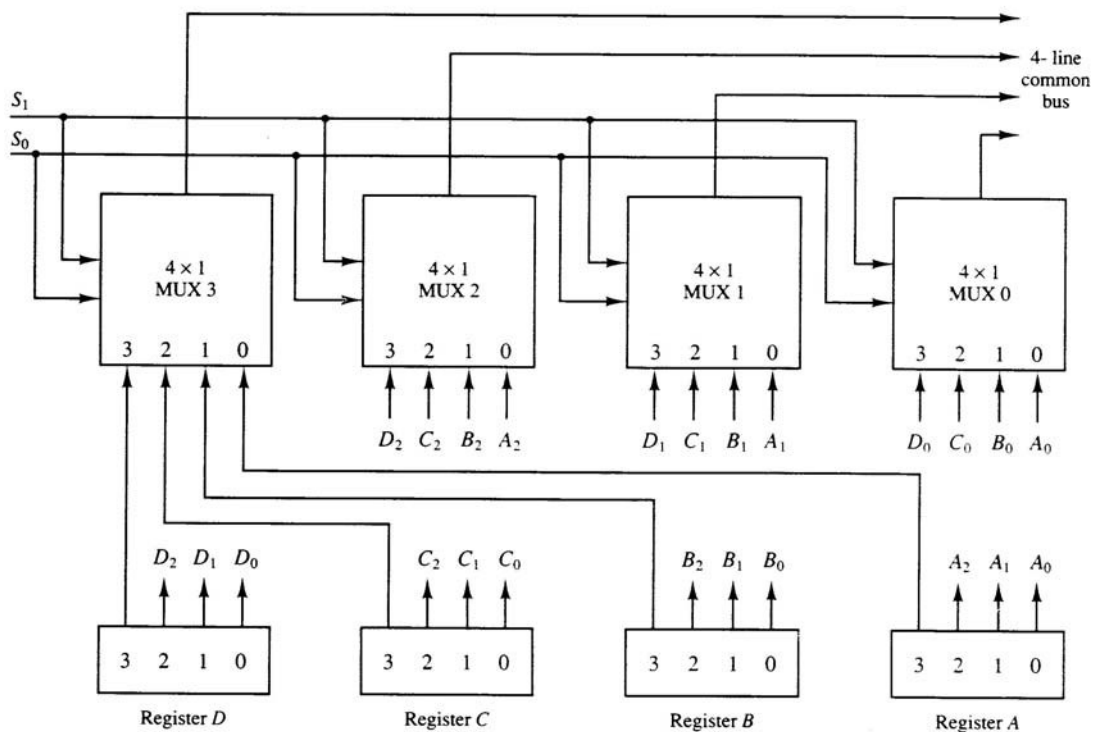 4- line
common
bus
S₁
S₀
4 × 1
MUX 3
3 2 1 0
4 × 1
MUX 2
3 2 1 0
4 × 1
MUX 1
3 2 1 0
4 × 1
MUX 0
3 2 1 0
D₂ C₂ B₂ A₂
D₁ C₁ B₁ A₁
D₀ C₀ B₀ A₀
D₂ D₁ D₀
C₂ C₁ C₀
B₂ B₁ B₀
A₂ A₁ A₀
3 2 1 0
3 2 1 0
3 2 1 0
3 2 1 0
Register D
Register C
Register B
Register A